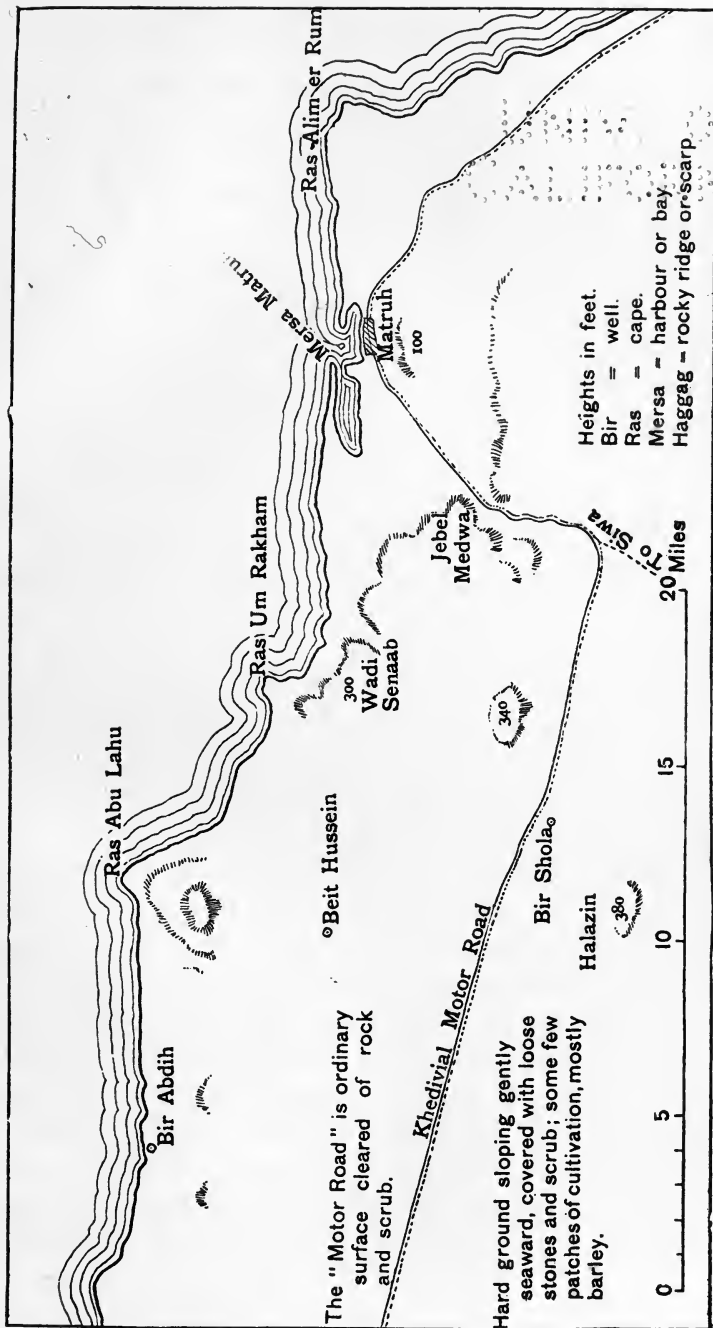 Ras Abu Lahu
Ras Um Rakham
Mersa Matru
Ras Alim er Rum
Bir Abdih
Beit Hussein
300
Wadi
Senaab
Jebel
Medwa
Matruh
100
340
The "Motor Road" is ordinary
surface cleared of rock
and scrub.
Khedivial Motor Road
Bir Shola
To Siwa
Halazin
380
Hard ground sloping gently
seaward, covered with loose
stones and scrub; some few
patches of cultivation, mostly
barley.
Heights in feet.
Bir = well.
Ras = cape.
Mersa = harbour or bay.
Haggag = rocky ridge or scarp
0 5 10 15 20 Miles